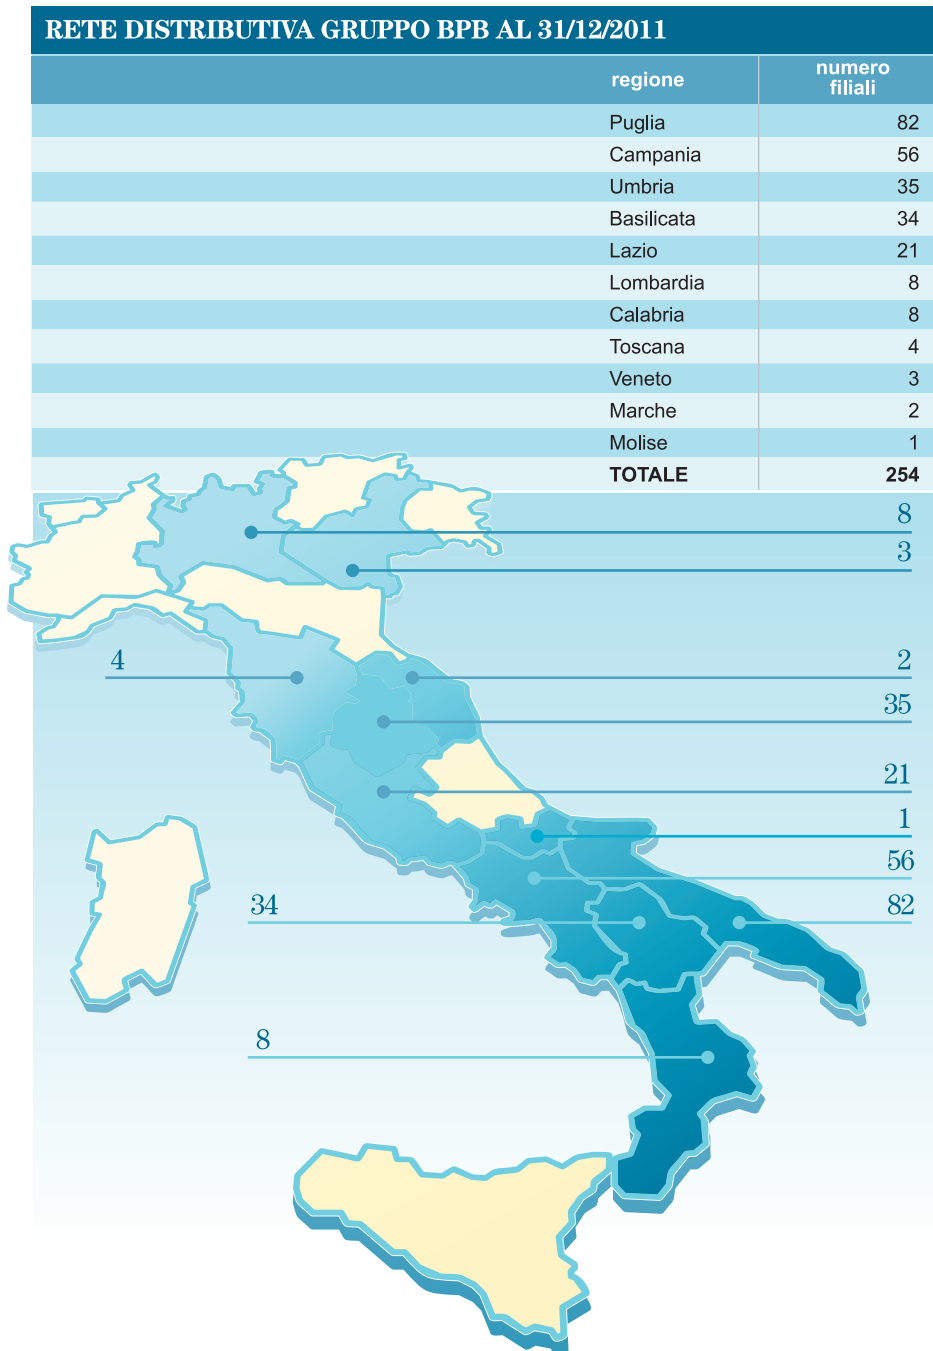 RETE DISTRIBUTIVA GRUPPO BPB AL 31/12/2011
regione numero filiali
Puglia 82
Campania 56
Umbria 35
Basilicata 34
Lazio 21
Lombardia 8
Calabria 8
Toscana 4
Veneto 3
Marche 2
Molise 1
TOTALE 254
8
3
4 2
35
21
1
56
34 82
8